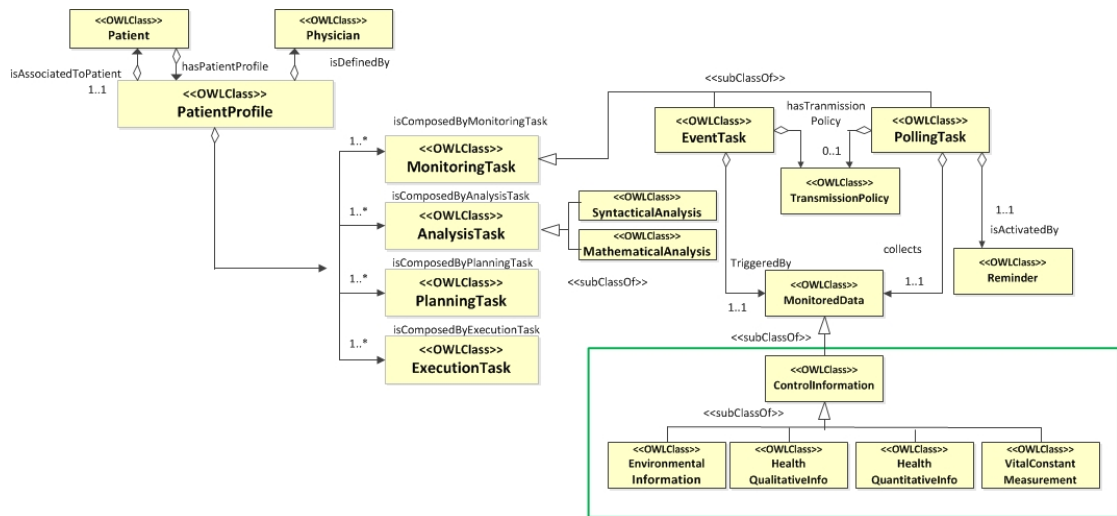 <<OWLClass>>
Patient
<<OWLClass>>
Physician
isAssociatedToPatient
hasPatientProfile
isDefinedBy
1..1
<<OWLClass>>
PatientProfile
<<subClassOf>>
isComposedByMonitoringTask
1..*
<<OWLClass>>
MonitoringTask
<<OWLClass>>
EventTask
hasTranmission
Policy
0..1
<<OWLClass>>
PollingTask
<<OWLClass>>
TransmissionPolicy
isComposedByAnalysisTask
1..*
<<OWLClass>>
AnalysisTask
<<OWLClass>>
SyntacticalAnalysis
<<OWLClass>>
MathematicalAnalysis
<<subClassOf>>
1..1
isActivatedBy
collects
<<OWLClass>>
Reminder
isComposedByPlanningTask
1..*
<<OWLClass>>
PlanningTask
TriggeredBy
1..1
<<OWLClass>>
MonitoredData
1..1
isComposedByExecutionTask
1..*
<<OWLClass>>
ExecutionTask
<<subClassOf>>
<<OWLClass>>
ControlInformation
<<subClassOf>>
<<OWLClass>>
Environmental
Information
<<OWLClass>>
Health
QualitativeInfo
<<OWLClass>>
Health
QuantitativeInfo
<<OWLClass>>
VitalConstant
Measurement